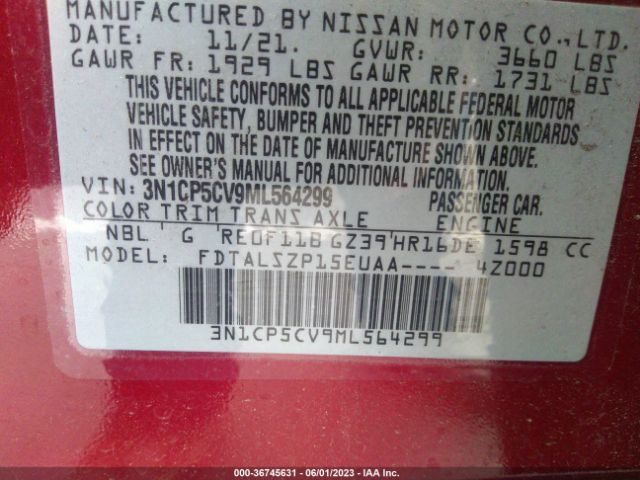 MANUFACTURED BY NISSAN MOTOR CO.,LTD.
DATE: 11/21. GVWR: 3660 LBS
GAWR FR: 1929 LBS GAWR RR: 1731 LBS
THIS VEHICLE CONFORMS TO ALL APPLICABLE FEDERAL MOTOR
VEHICLE SAFETY, BUMPER AND THEFT PREVENTION STANDARDS
IN EFFECT ON THE DATE OF MANUFACTURE SHOWN ABOVE.
SEE OWNER'S MANUAL FOR ADDITIONAL INFORMATION.
VIN: 3N1CP5CV9ML564299 PASSENGER CAR.
COLOR TRIM TRANS AXLE ENGINE
NBL G RE0F11B GZ39 HR16DE 1598 CC
FDTALSZP15EUAA---- 4Z000
3N1CP5CV9ML564299
000-36745631 - 06/01/2023 - IAA Inc.